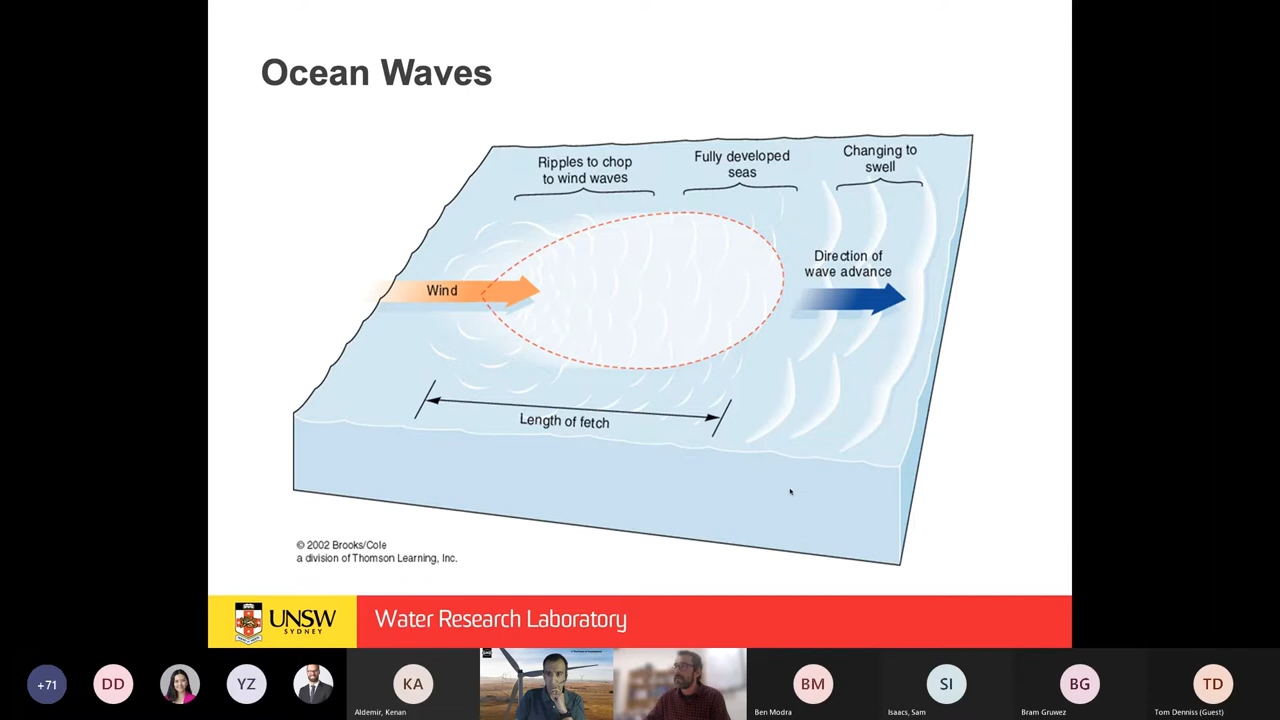 Ocean Waves
Ripples to chop
to wind waves
Fully developed
seas
Changing to
swell
Direction of
wave advance
Wind
Length of fetch
© 2002 Brooks/Cole
a division of Thomson Learning, Inc.
UNSW
SYDNEY
Water Research Laboratory
+71
DD
YZ
KA
BM
SI
BG
TD
Aldemir, Kenan
Ben Modra
Isaacs, Sam
Bram Gruwez
Tom Denniss (Guest)